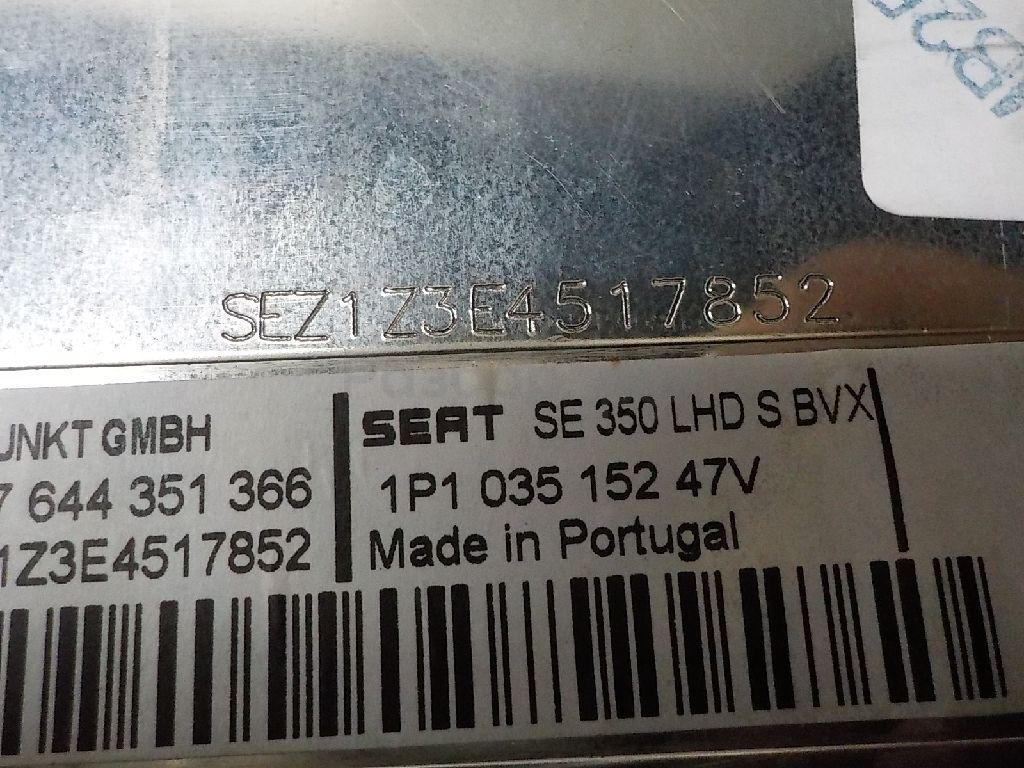 SEZ1Z3E4517852
UNKT GMBH
7 644 351 366
1Z3E4517852
SEAT SE 350 LHD S BVX
1P1 035 152 47V
Made in Portugal